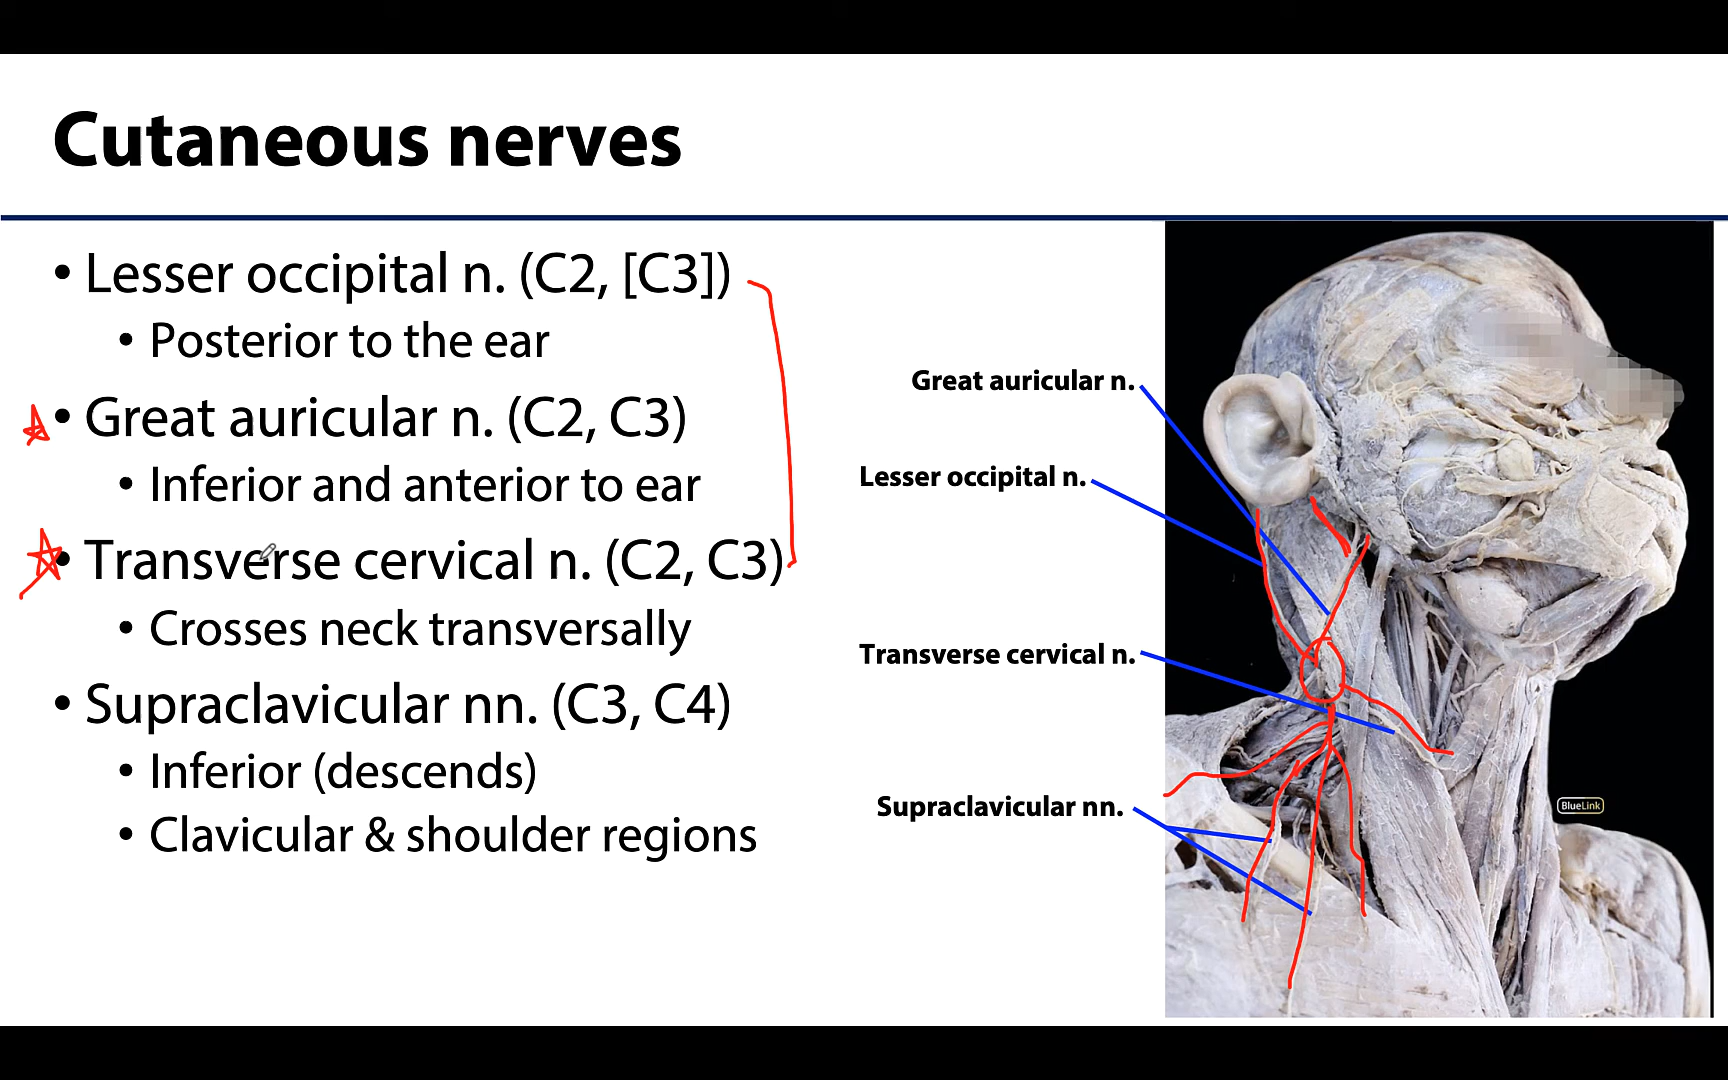 Cutaneous nerves
• Lesser occipital n. (C2, [C3])
• Posterior to the ear
• Great auricular n. (C2, C3)
• Inferior and anterior to ear
• Transverse cervical n. (C2, C3)
• Crosses neck transversally
• Supraclavicular nn. (C3, C4)
• Inferior (descends)
• Clavicular & shoulder regions
Great auricular n.
Lesser occipital n.
Transverse cervical n.
Supraclavicular nn.
BlueLink